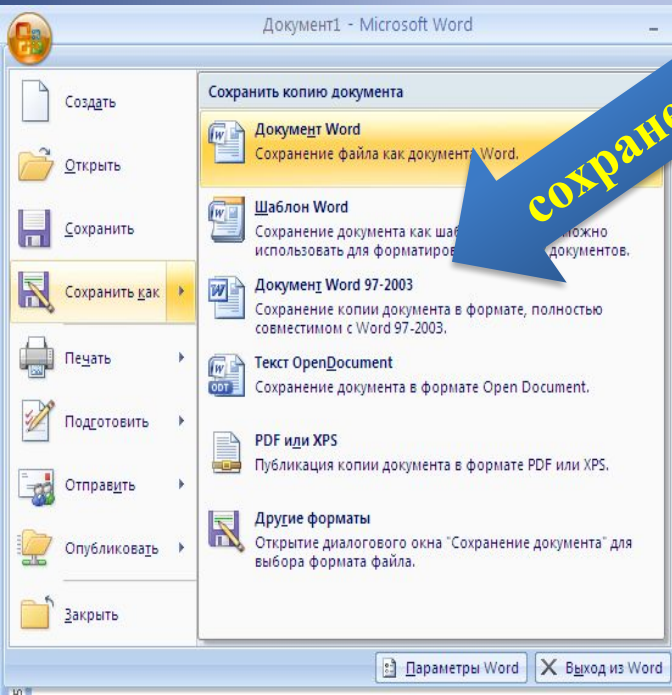 Документ1 - Microsoft Word
Создать
Открыть
Сохранить
Сохранить как
Печать
Подготовить
Отправить
Опубликовать
Закрыть
Сохранить копию документа
Документ Word
Сохранение файла как документа Word.
Шаблон Word
Сохранение документа как можно
использовать для документов.
Документ Word 97-2003
Сохранение копии документа в формате, полностью
совместимом с Word 97-2003.
Текст OpenDocument
ODT
Сохранение документа в формате Open Document.
PDF или XPS
Публикация копии документа в формате PDF или XPS.
Другие форматы
Открытие диалогового окна "Сохранение документа" для
выбора формата файла.
Параметры Word
Выход из Word